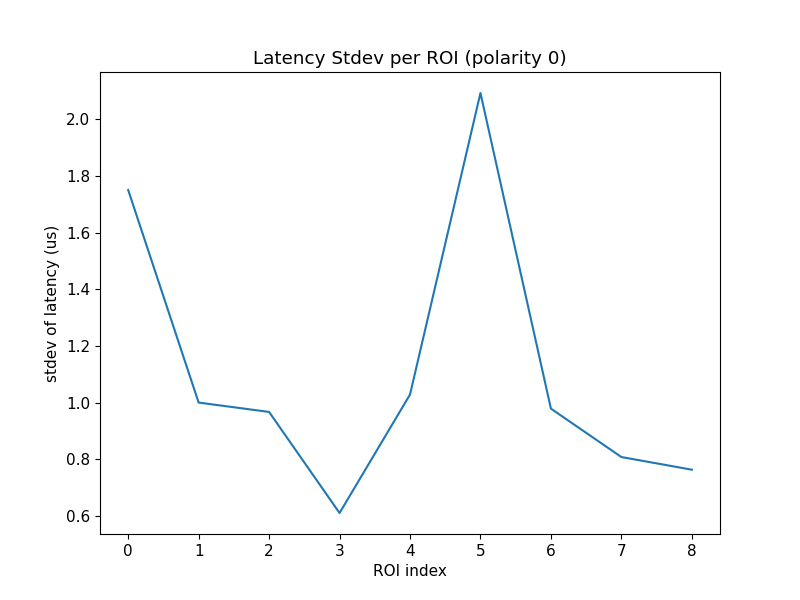 Latency Stdev per ROI (polarity 0)
stdev of latency (us)
2.0
1.8
1.6
1.4
1.2
1.0
0.8
0.6
0 1 2 3 4 5 6 7 8
ROI index